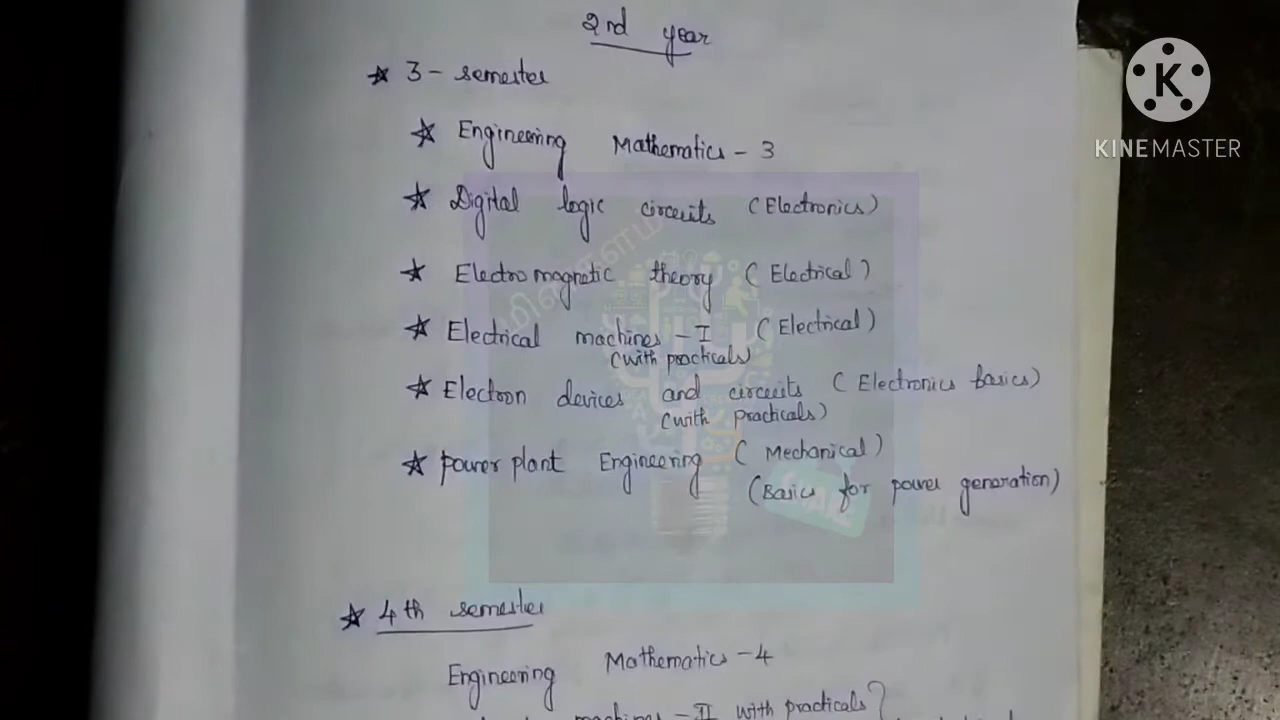 2nd year
3 - semester
Engineering Mathematics - 3
Digital logic circuits (Electronics)
Electromagnetic theory (Electrical)
Electrical machines - I (Electrical)
(with practicals)
Electron devices and circuits (Electronics basics)
(with practicals)
power plant Engineering (Mechanical)
(Basics for power generation)
4th semester
Engineering Mathematics - 4
machines - II with practicals
K
KINEMASTER